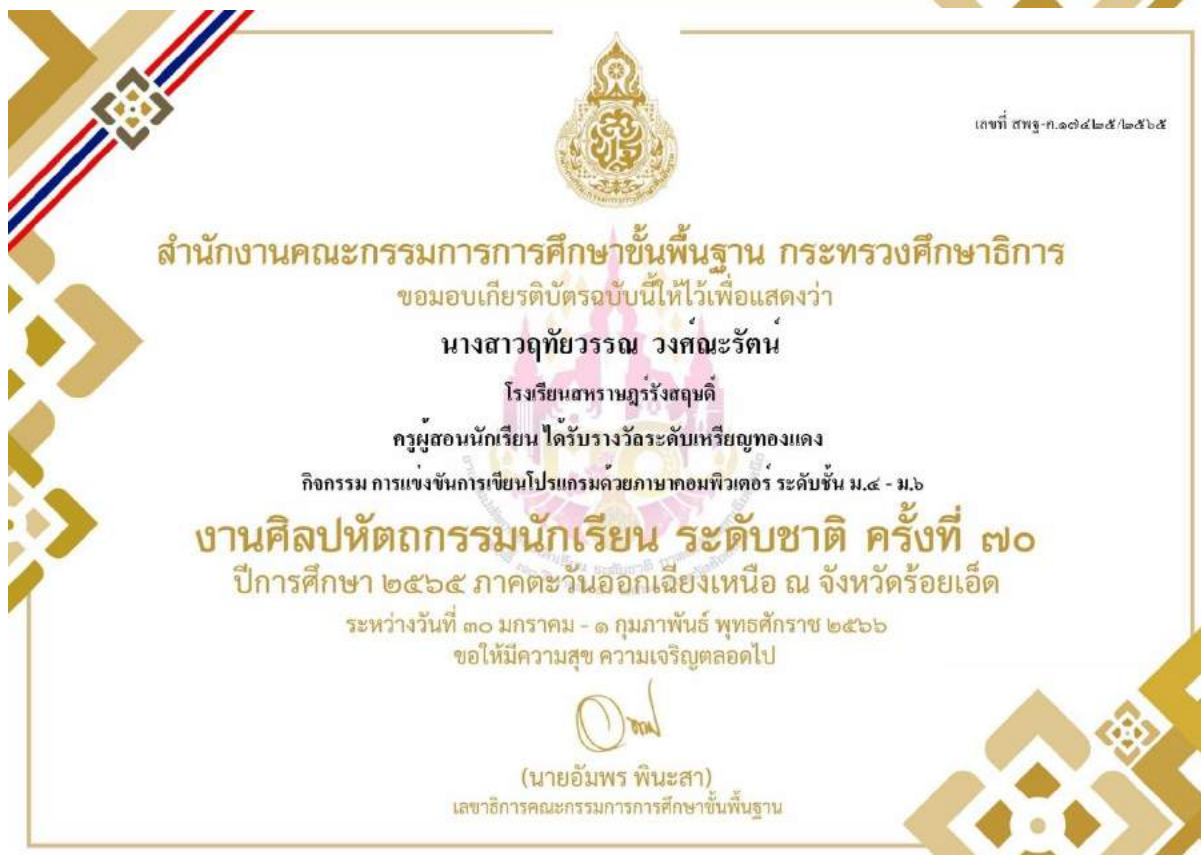 เลขที่ สพฐ-ค.๑๗๔๒๕/๒๕๖๕
สำนักงานคณะกรรมการการศึกษาขั้นพื้นฐาน กระทรวงศึกษาธิการ
ขอมอบเกียรติบัตรฉบับนี้ให้ไว้เพื่อแสดงว่า
นางสาวฤทัยวรรณ วงศ์ณะรัตน์
โรงเรียนสหราษฎร์รังสฤษดิ์
ครูผู้สอนนักเรียน ได้รับรางวัลระดับเหรียญทองแดง
กิจกรรม การแข่งขันการเขียนโปรแกรมด้วยภาษาคอมพิวเตอร์ ระดับชั้น ม.๔ - ม.๖
งานศิลปหัตถกรรมนักเรียน ระดับชาติ ครั้งที่ ๗๐
ปีการศึกษา ๒๕๖๕ ภาคตะวันออกเฉียงเหนือ ณ จังหวัดร้อยเอ็ด
ระหว่างวันที่ ๓๐ มกราคม - ๑ กุมภาพันธ์ พุทธศักราช ๒๕๖๖
ขอให้มีความสุข ความเจริญตลอดไป
(นายอัมพร พินะสา)
เลขาธิการคณะกรรมการการศึกษาขั้นพื้นฐาน